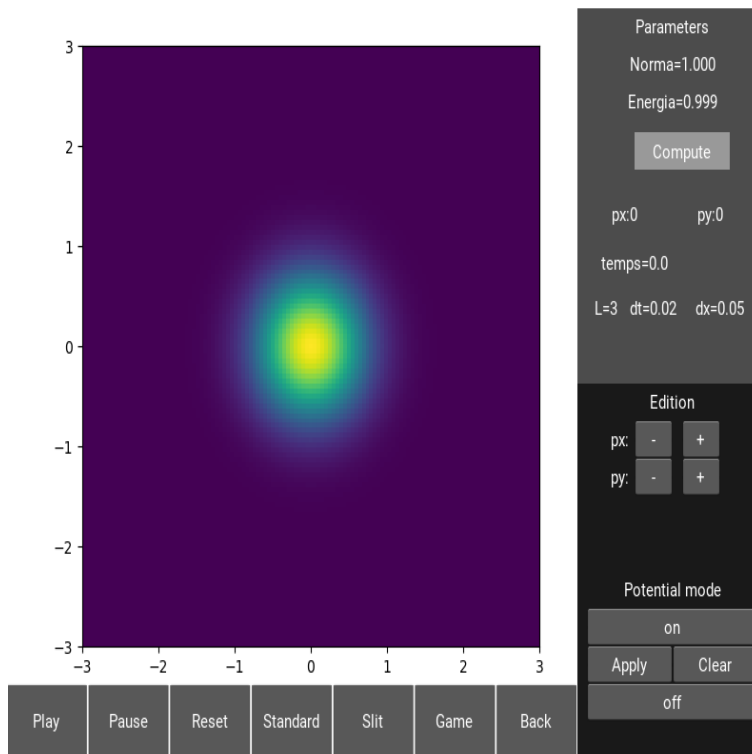 Parameters
Norma=1.000
Energia=0.999
Compute
px:0 py:0
temps=0.0
L=3 dt=0.02 dx=0.05
3
2
1
0
−1
−2
−3
−3 −2 −1 0 1 2 3
Edition
px: - +
py: - +
Potential mode
on
Apply Clear
off
Play Pause Reset Standard Slit Game Back